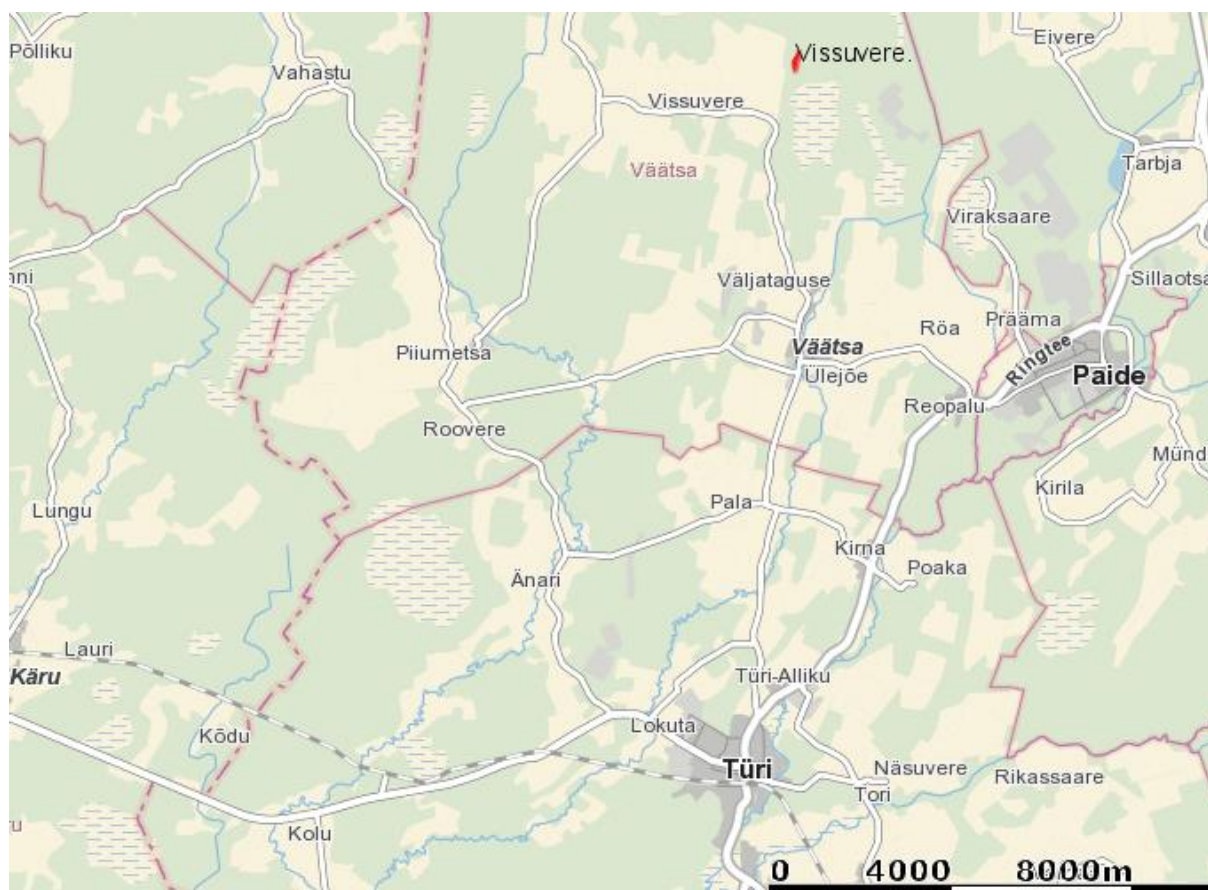 Vissuvere.
Eivere
Põlliku
Vahastu
Vissuvere
Väätsa
Tarbja
Viraksaare
nni
Väljataguse
Sillaotsa
Prääma
Röa
Piiumetsa
Väätsa
Ringtee
Ülejõe
Paide
Reopalu
Roovere
Münd
Kirila
Pala
Lungu
Kirna
Poaka
Änari
Lauri
Käru
Türi-Alliku
Lokuta
Kõdu
Türi
Näsuvere
Rikassaare
Tori
ru
Kolu
0 4000 8000m